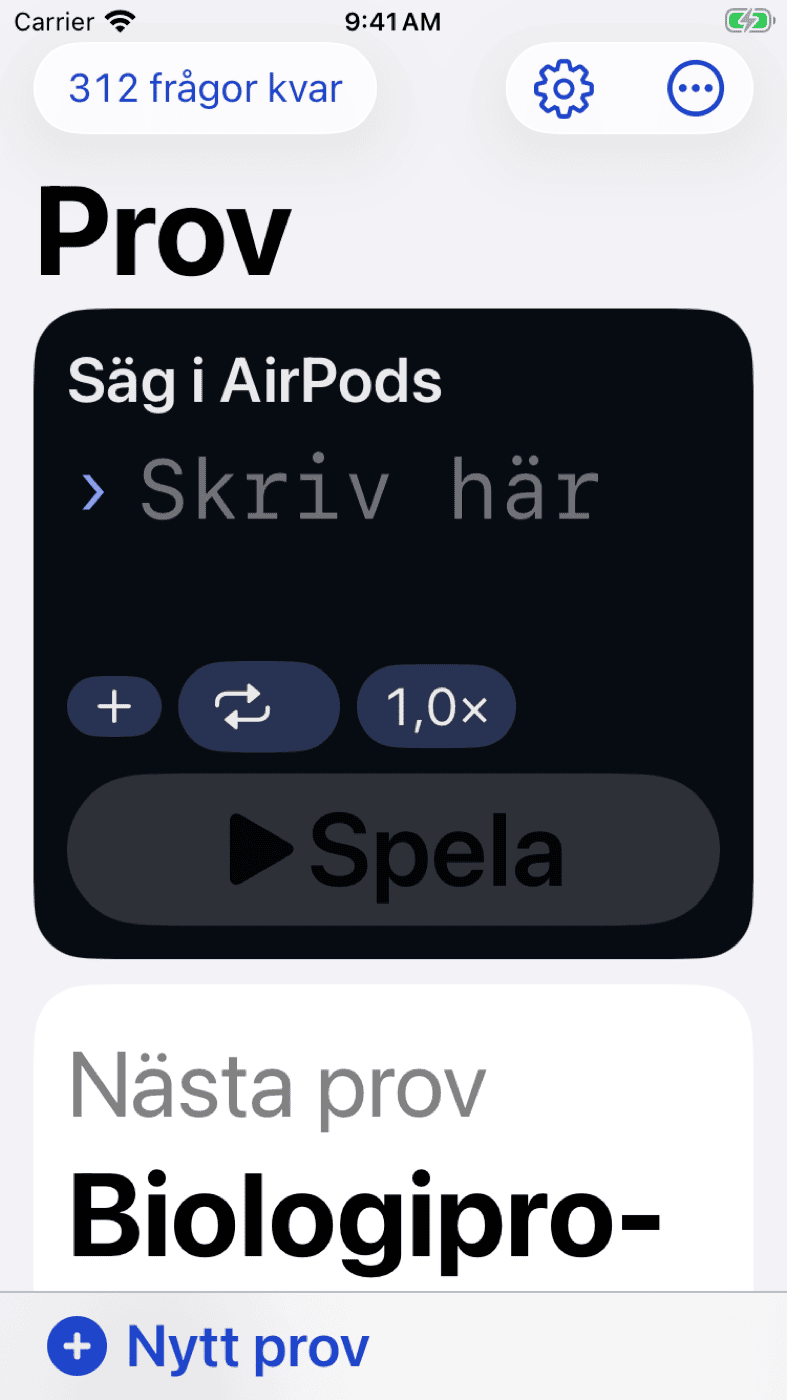 Carrier 9:41 AM
312 frågor kvar
Prov
Säg i AirPods
› Skriv här
1,0×
Spela
Nästa prov
Biologipro-
Nytt prov